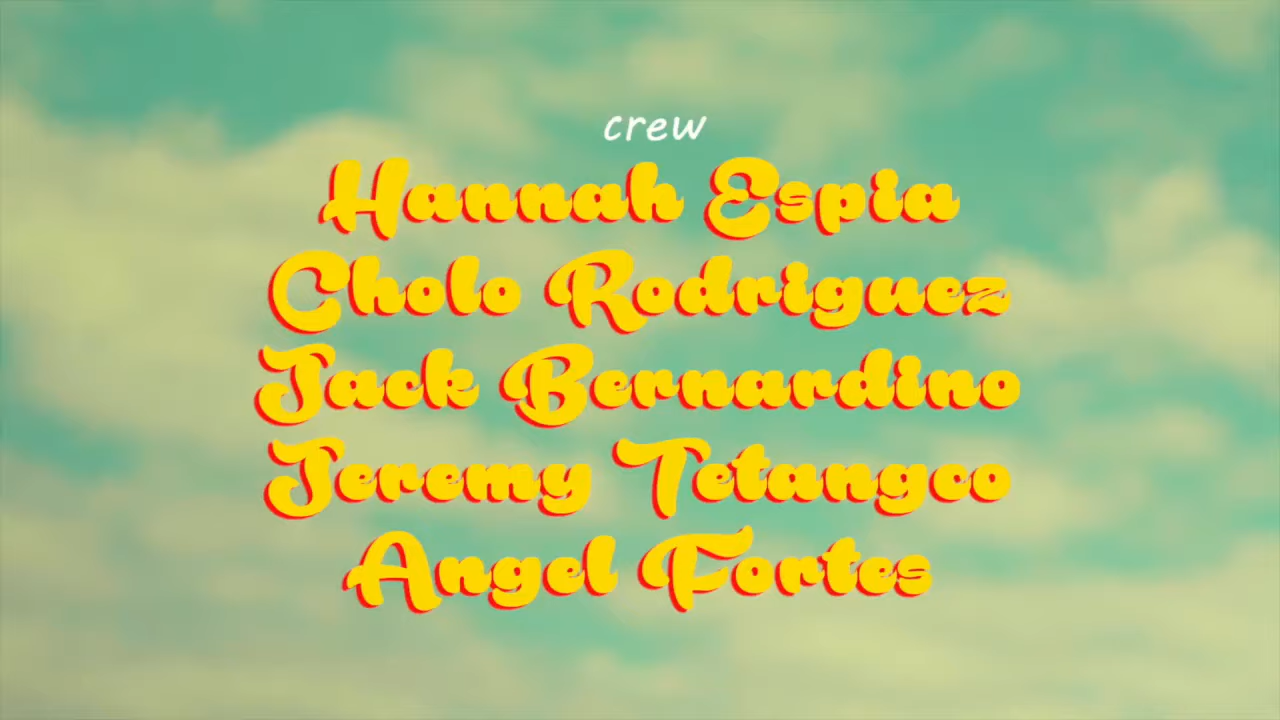 crew
Hannah Espia
Cholo Rodriguez
Jack Bernardino
Jeremy Tetangco
Angel Fortes